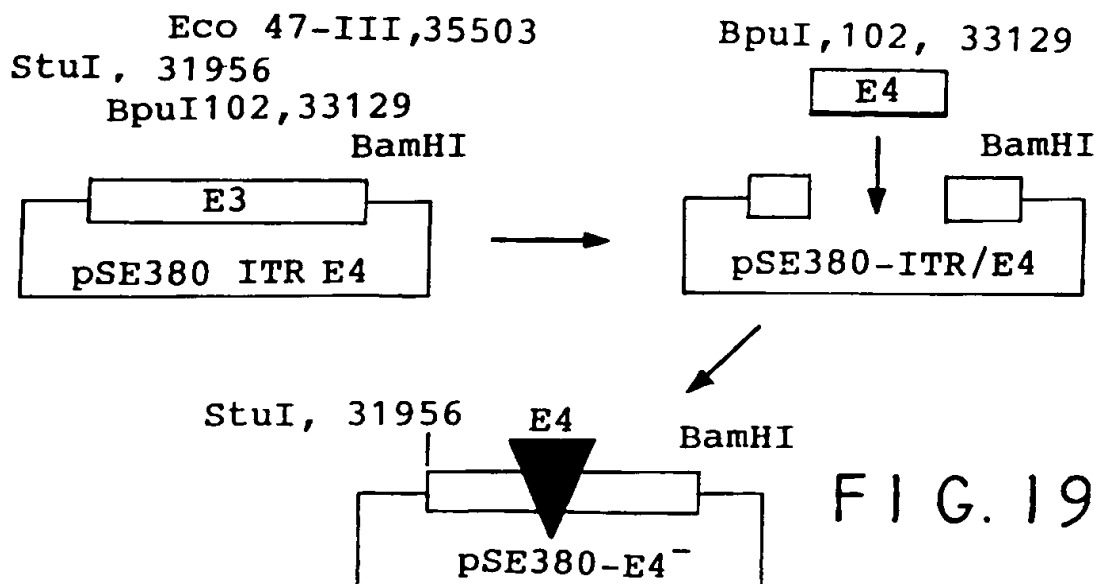 Eco 47-III,35503
StuI, 31956
BpuI102,33129
BamHI
E3
pSE380 ITR E4
BpuI,102, 33129
E4
BamHI
pSE380-ITR/E4
StuI, 31956
E4
BamHI
pSE380-E4⁻
FIG. 19